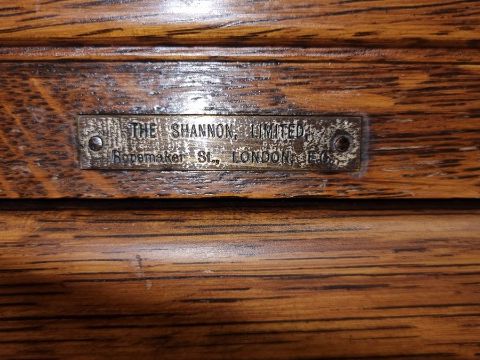 THE SHANNON, LIMITED,
Ropemaker St., LONDON, E.C.